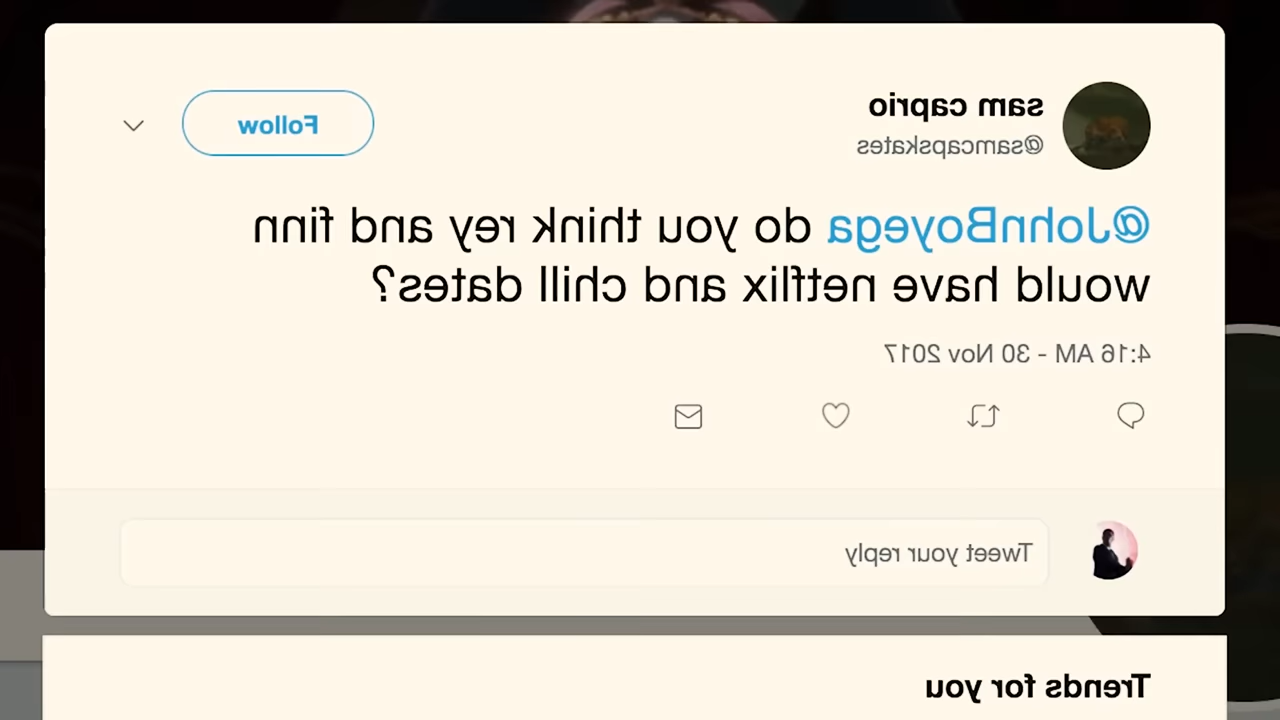 sam caprio
@samcapskates
Follow
@JohnBoyega do you think rey and finn
would have netflix and chill dates?
4:16 AM - 30 Nov 2017
Tweet your reply
Trends for you